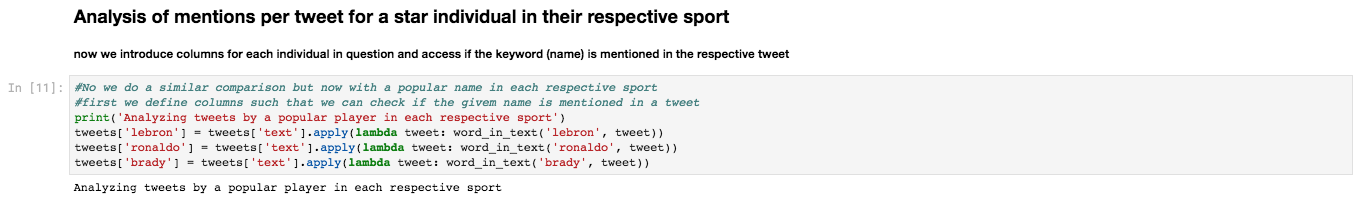 Analysis of mentions per tweet for a star individual in their respective sport
now we introduce columns for each individual in question and access if the keyword (name) is mentioned in the respective tweet
In [11]: #No we do a similar comparison but now with a popular name in each respective sport
#first we define columns such that we can check if the givem name is mentioned in a tweet
print('Analyzing tweets by a popular player in each respective sport')
tweets['lebron'] = tweets['text'].apply(lambda tweet: word_in_text('lebron', tweet))
tweets['ronaldo'] = tweets['text'].apply(lambda tweet: word_in_text('ronaldo', tweet))
tweets['brady'] = tweets['text'].apply(lambda tweet: word_in_text('brady', tweet))
Analyzing tweets by a popular player in each respective sport